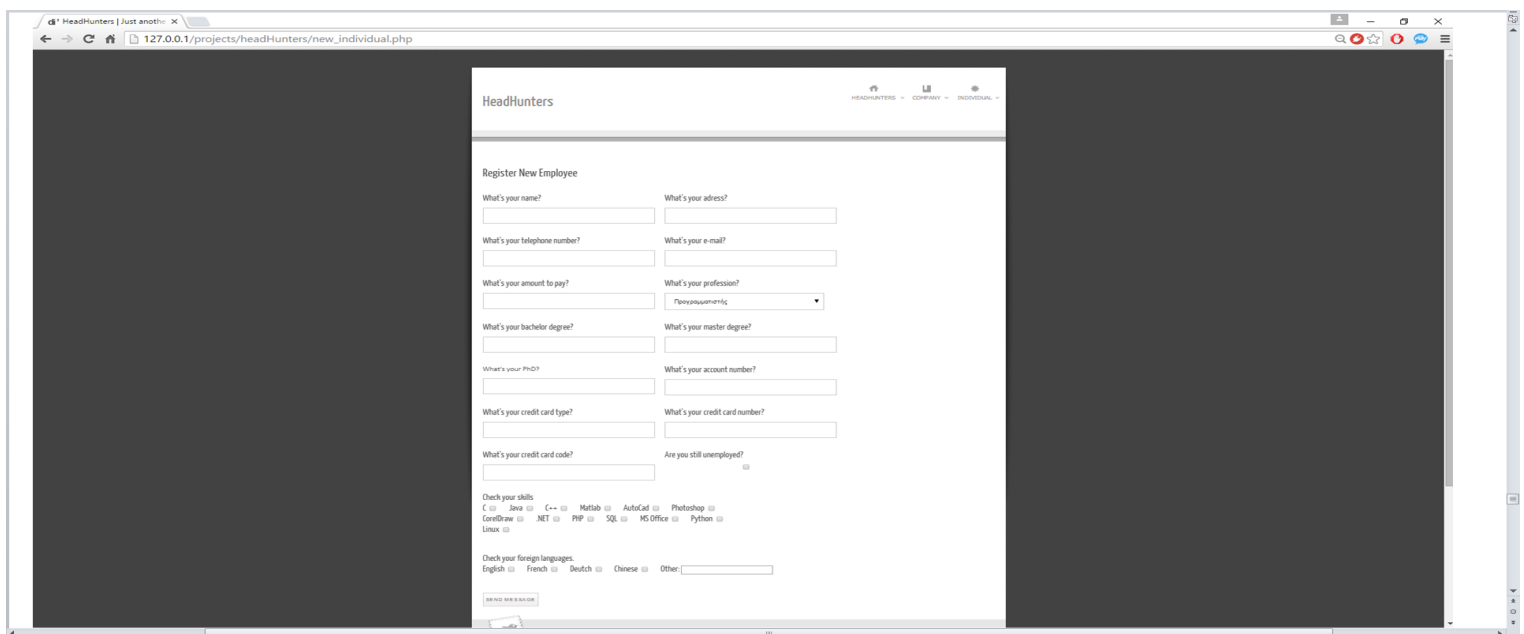 HeadHunters | Just anothe
127.0.0.1/projects/headHunters/new_individual.php
HeadHunters
HEADHUNTERS COMPANY INDIVIDUAL
Register New Employee
What's your name? What's your adress?
What's your telephone number? What's your e-mail?
What's your amount to pay? What's your profession?
Προγραμματιστής
What's your bachelor degree? What's your master degree?
What's your PhD? What's your account number?
What's your credit card type? What's your credit card number?
What's your credit card code? Are you still unemployed?
Check your skills
C Java C++ Matlab AutoCad Photoshop
CorelDraw .NET PHP SQL MS Office Python
Linux
Check your foreign languages.
English French Deutch Chinese Other:
SEND MESSAGE